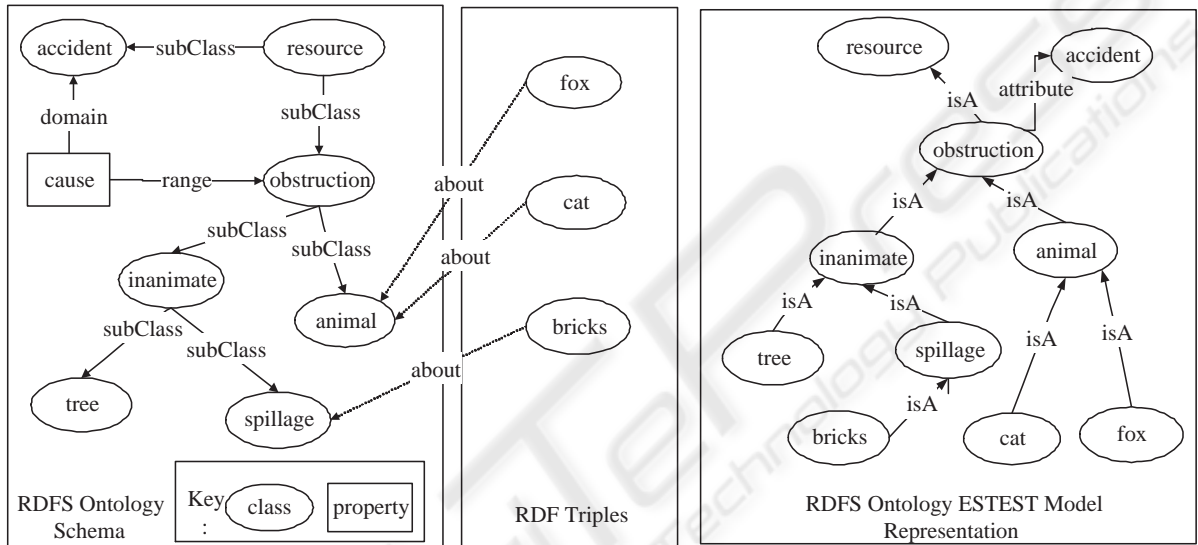 accident
subClass
resource
domain
subClass
cause
range
obstruction
subClass
subClass
inanimate
animal
subClass
subClass
tree
spillage
RDFS Ontology
Schema
Key
:
class
property
fox
about
cat
about
bricks
about
RDF Triples
resource
accident
isA
attribute
obstruction
isA
isA
inanimate
animal
isA
isA
tree
spillage
isA
isA
isA
bricks
cat
fox
RDFS Ontology ESTEST Model
Representation
Technology Publications